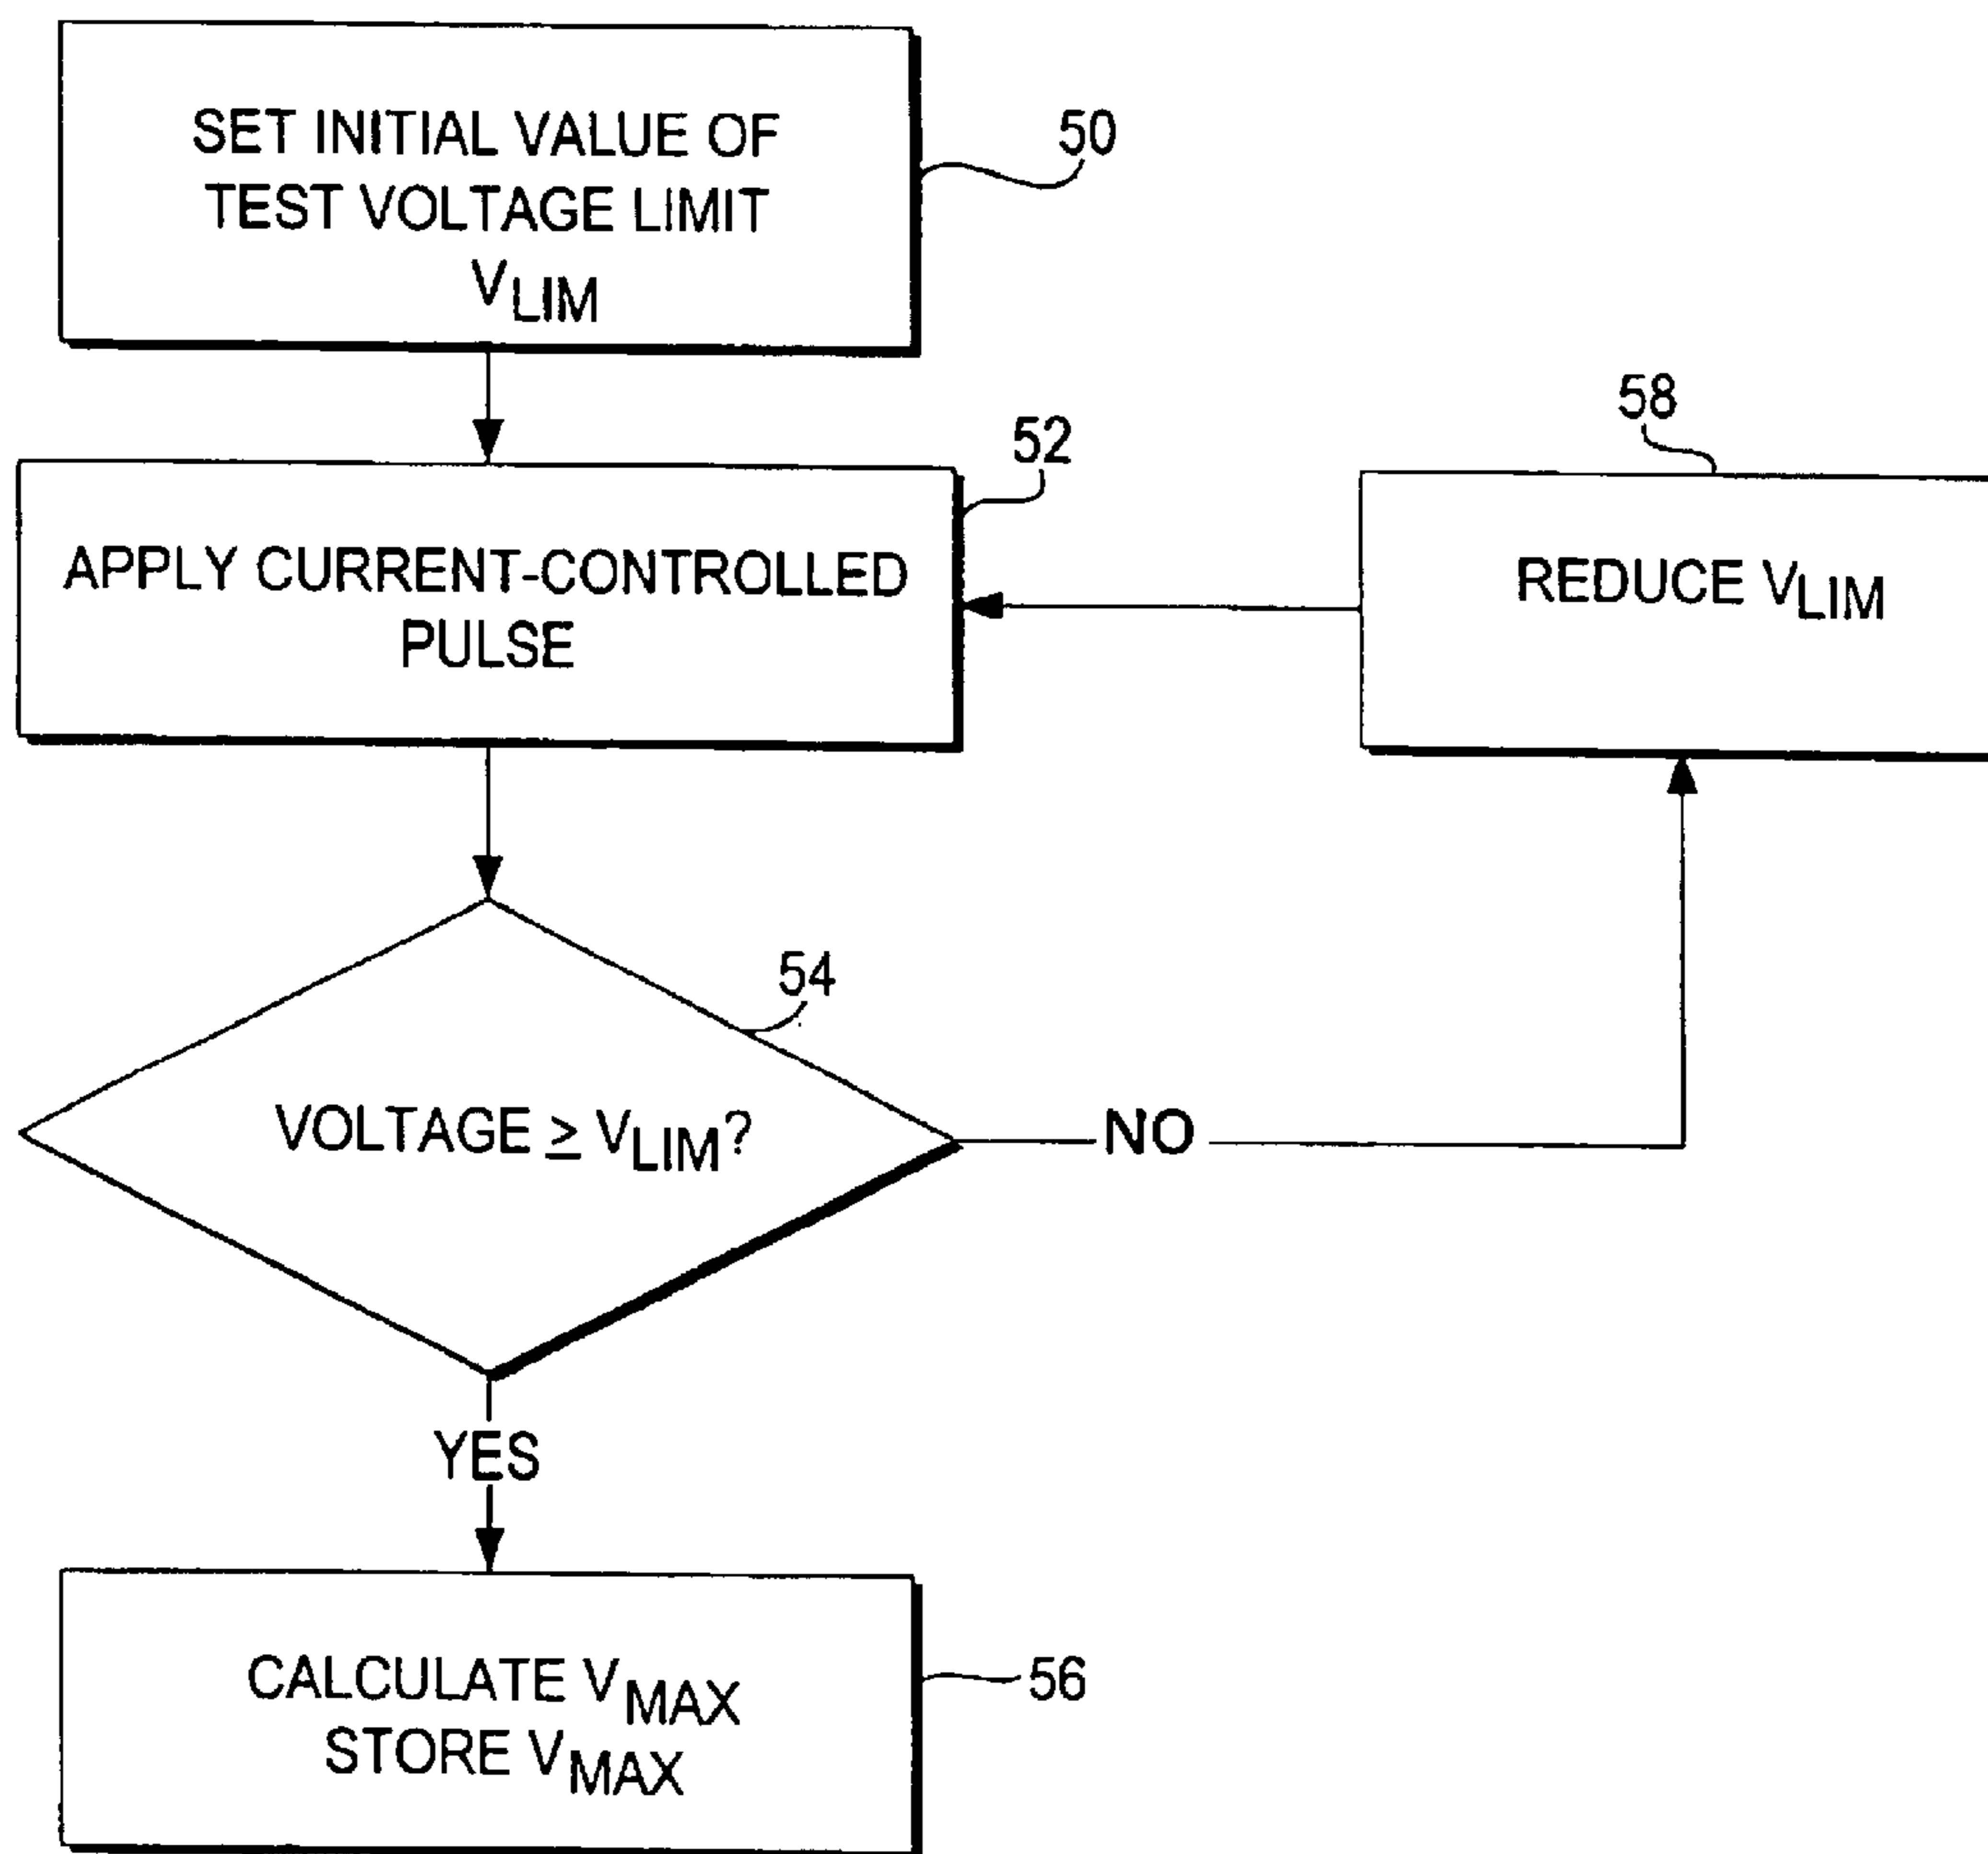 SET INITIAL VALUE OF
TEST VOLTAGE LIMIT
VLIM
50
52
APPLY CURRENT-CONTROLLED
PULSE
58
REDUCE VLIM
54
VOLTAGE ≥ VLIM?
NO
YES
CALCULATE VMAX
STORE VMAX
56